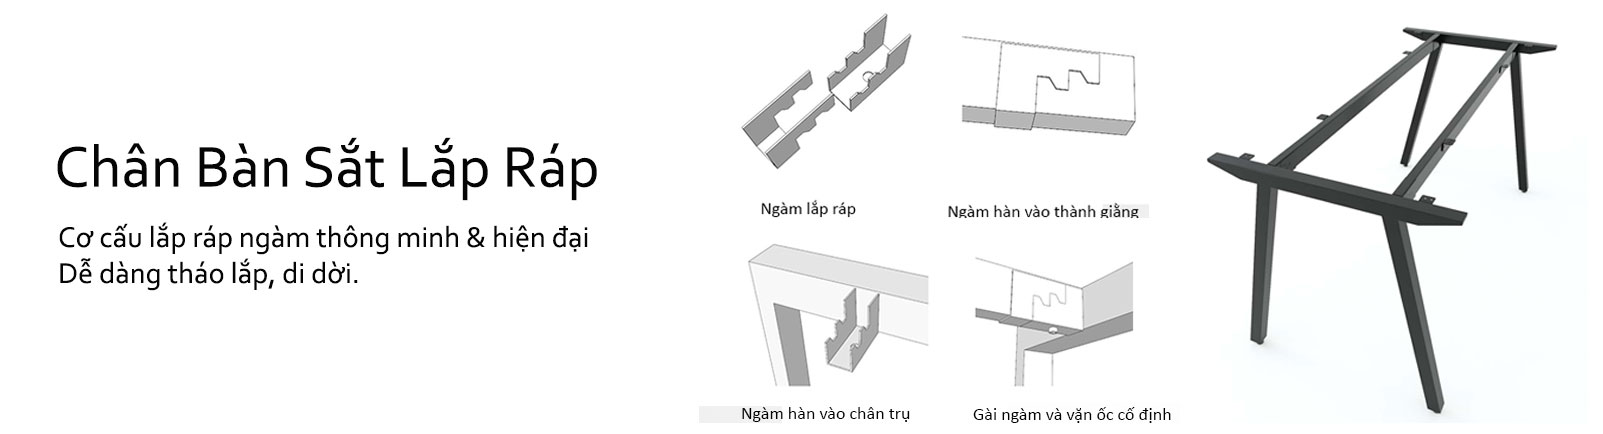 Chân Bàn Sắt Lắp Ráp
Cơ cấu lắp ráp ngàm thông minh & hiện đại
Dễ dàng tháo lắp, di dời.
Ngàm lắp ráp
Ngàm hàn vào thành giằng
Ngàm hàn vào chân trụ
Gài ngàm và vặn ốc cố định